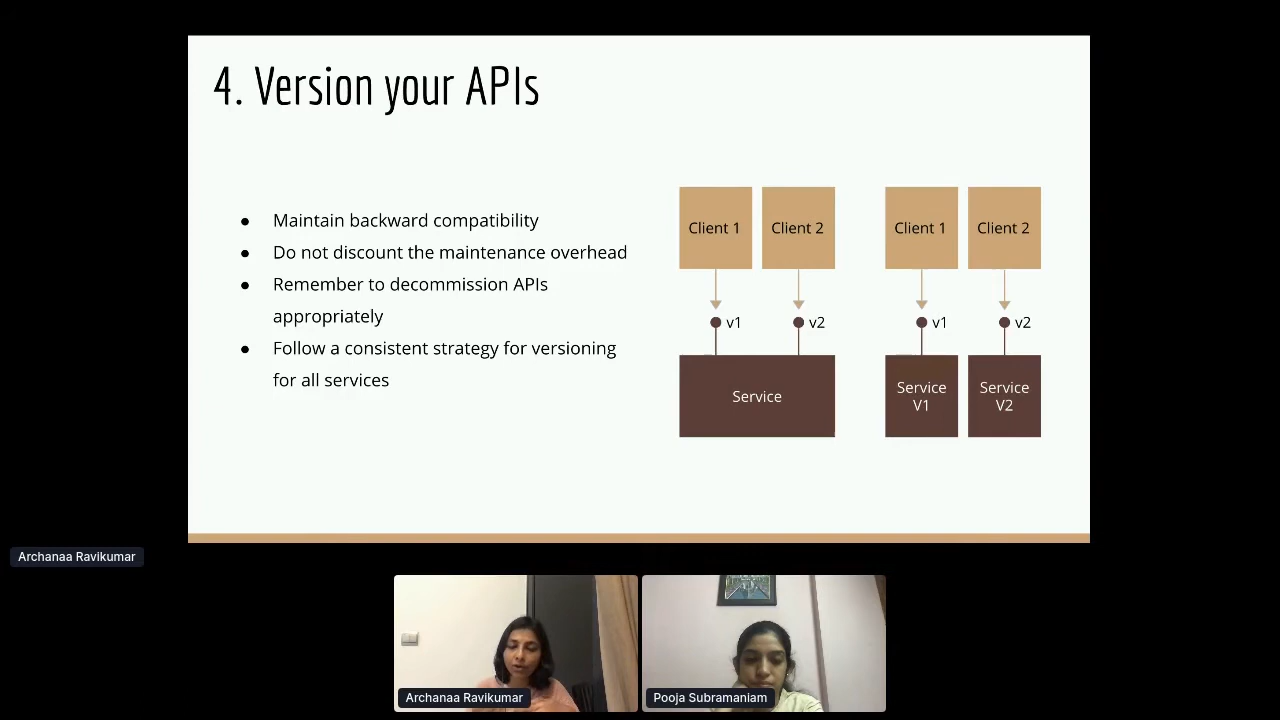 4. Version your APIs
● Maintain backward compatibility
● Do not discount the maintenance overhead
● Remember to decommission APIs
appropriately
● Follow a consistent strategy for versioning
for all services
Client 1
Client 2
v1
v2
Service
Client 1
Client 2
v1
v2
Service
V1
Service
V2
Archanaa Ravikumar
Archanaa Ravikumar
Pooja Subramaniam